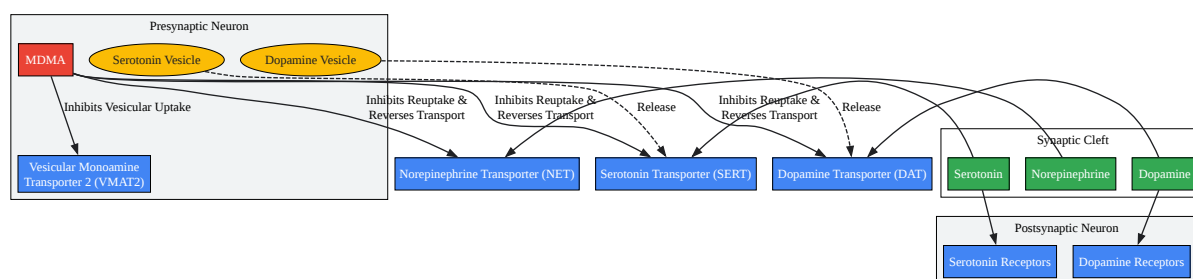 Presynaptic Neuron
MDMA
Serotonin Vesicle
Dopamine Vesicle
Inhibits Vesicular Uptake
Inhibits Reuptake &
Reverses Transport
Inhibits Reuptake &
Reverses Transport
Release
Inhibits Reuptake &
Reverses Transport
Release
Synaptic Cleft
Vesicular Monoamine
Transporter 2 (VMAT2)
Norepinephrine Transporter (NET)
Serotonin Transporter (SERT)
Dopamine Transporter (DAT)
Serotonin
Norepinephrine
Dopamine
Postsynaptic Neuron
Serotonin Receptors
Dopamine Receptors